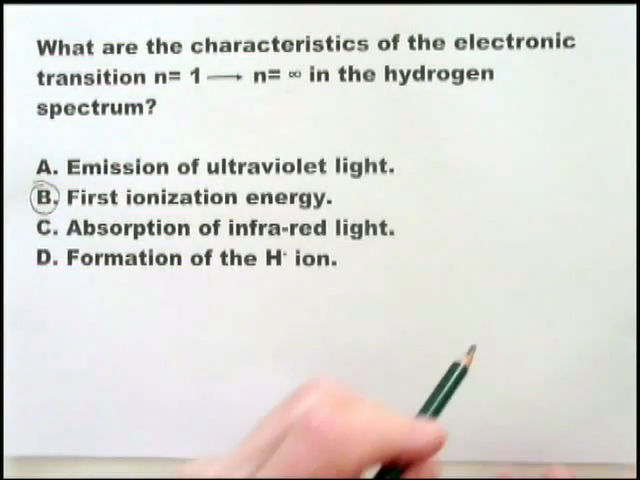 What are the characteristics of the electronic
transition n= 1 ⟶ n= ∞ in the hydrogen
spectrum?
A. Emission of ultraviolet light.
B. First ionization energy.
C. Absorption of infra-red light.
D. Formation of the H⁻ ion.